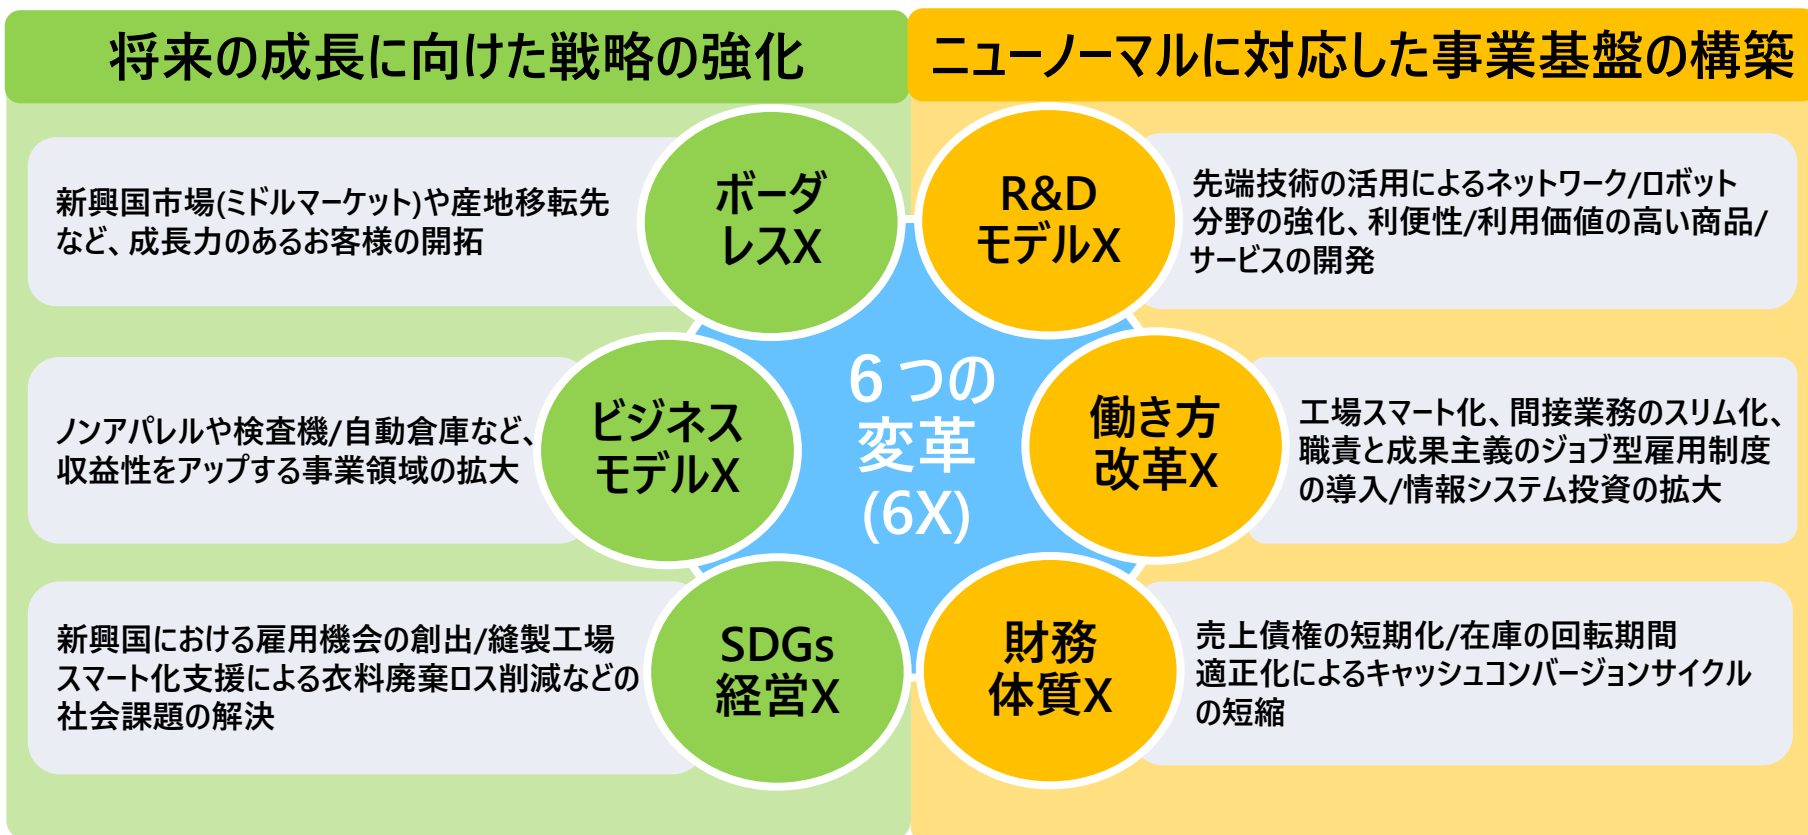 将来の成長に向けた戦略の強化
新興国市場(ミドルマーケット)や産地移転先
など、成長力のあるお客様の開拓
ボーダ
レスX
ノンアパレルや検査機/自動倉庫など、
収益性をアップする事業領域の拡大
ビジネス
モデルX
新興国における雇用機会の創出/縫製工場
スマート化支援による衣料廃棄ロス削減などの
社会課題の解決
SDGs
経営X
6つの
変革
(6X)
ニューノーマルに対応した事業基盤の構築
R&D
モデルX
先端技術の活用によるネットワーク/ロボット
分野の強化、利便性/利用価値の高い商品/
サービスの開発
働き方
改革X
工場スマート化、間接業務のスリム化、
職責と成果主義のジョブ型雇用制度
の導入/情報システム投資の拡大
財務
体質X
売上債権の短期化/在庫の回転期間
適正化によるキャッシュコンバージョンサイクル
の短縮